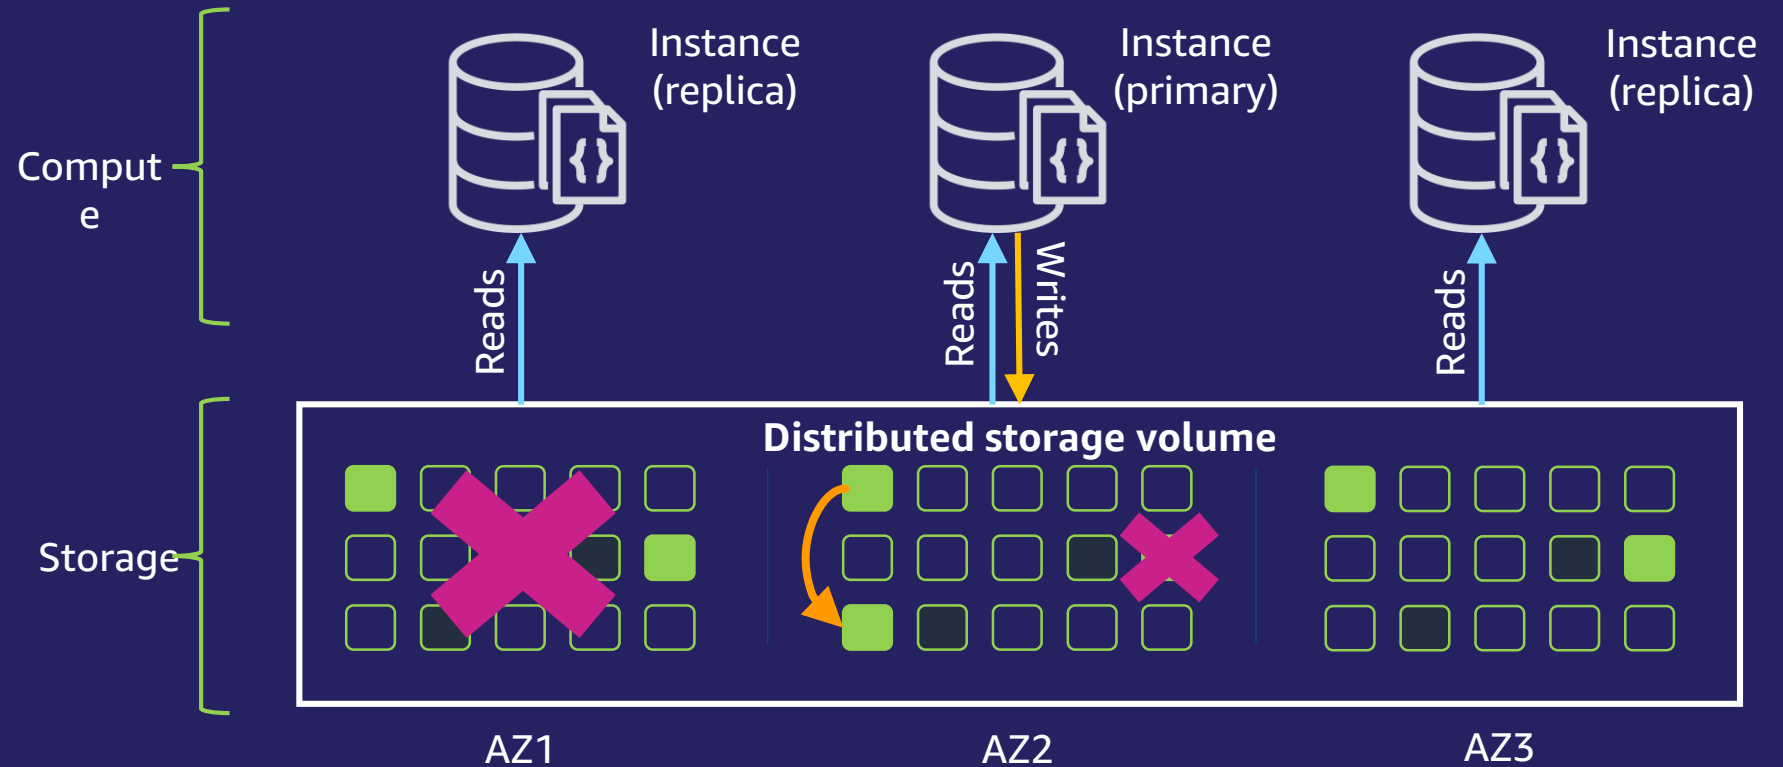 Instance
(replica)
Instance
(primary)
Instance
(replica)
Comput
e
{}
{}
{}
Reads
Reads
Writes
Reads
Distributed storage volume
Storage
AZ1
AZ2
AZ3